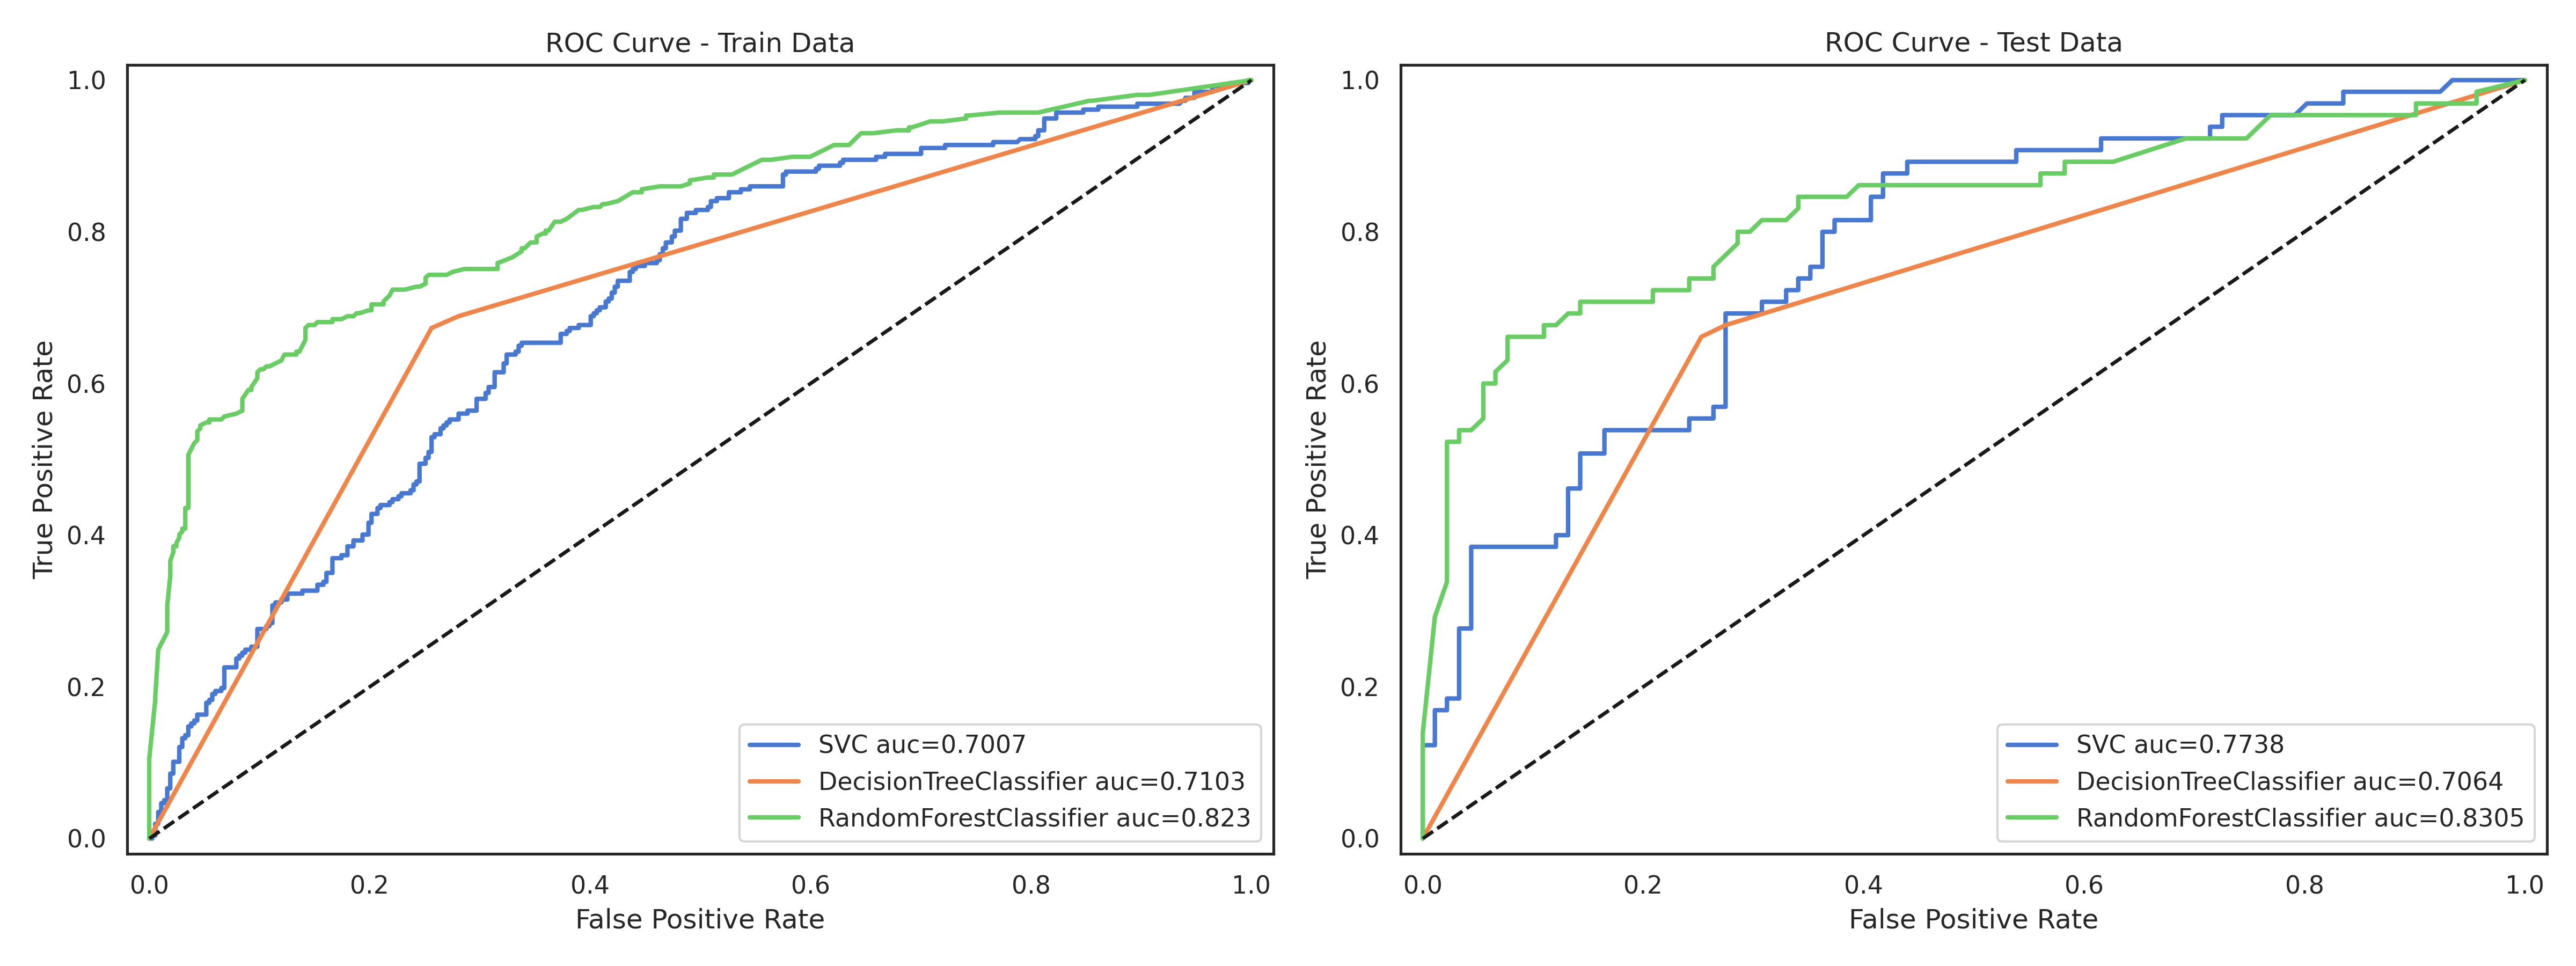 ROC Curve - Train Data
True Positive Rate
1.0
0.8
0.6
0.4
0.2
0.0
SVC auc=0.7007
DecisionTreeClassifier auc=0.7103
RandomForestClassifier auc=0.823
0.0 0.2 0.4 0.6 0.8 1.0
False Positive Rate
ROC Curve - Test Data
True Positive Rate
1.0
0.8
0.6
0.4
0.2
0.0
SVC auc=0.7738
DecisionTreeClassifier auc=0.7064
RandomForestClassifier auc=0.8305
0.0 0.2 0.4 0.6 0.8 1.0
False Positive Rate